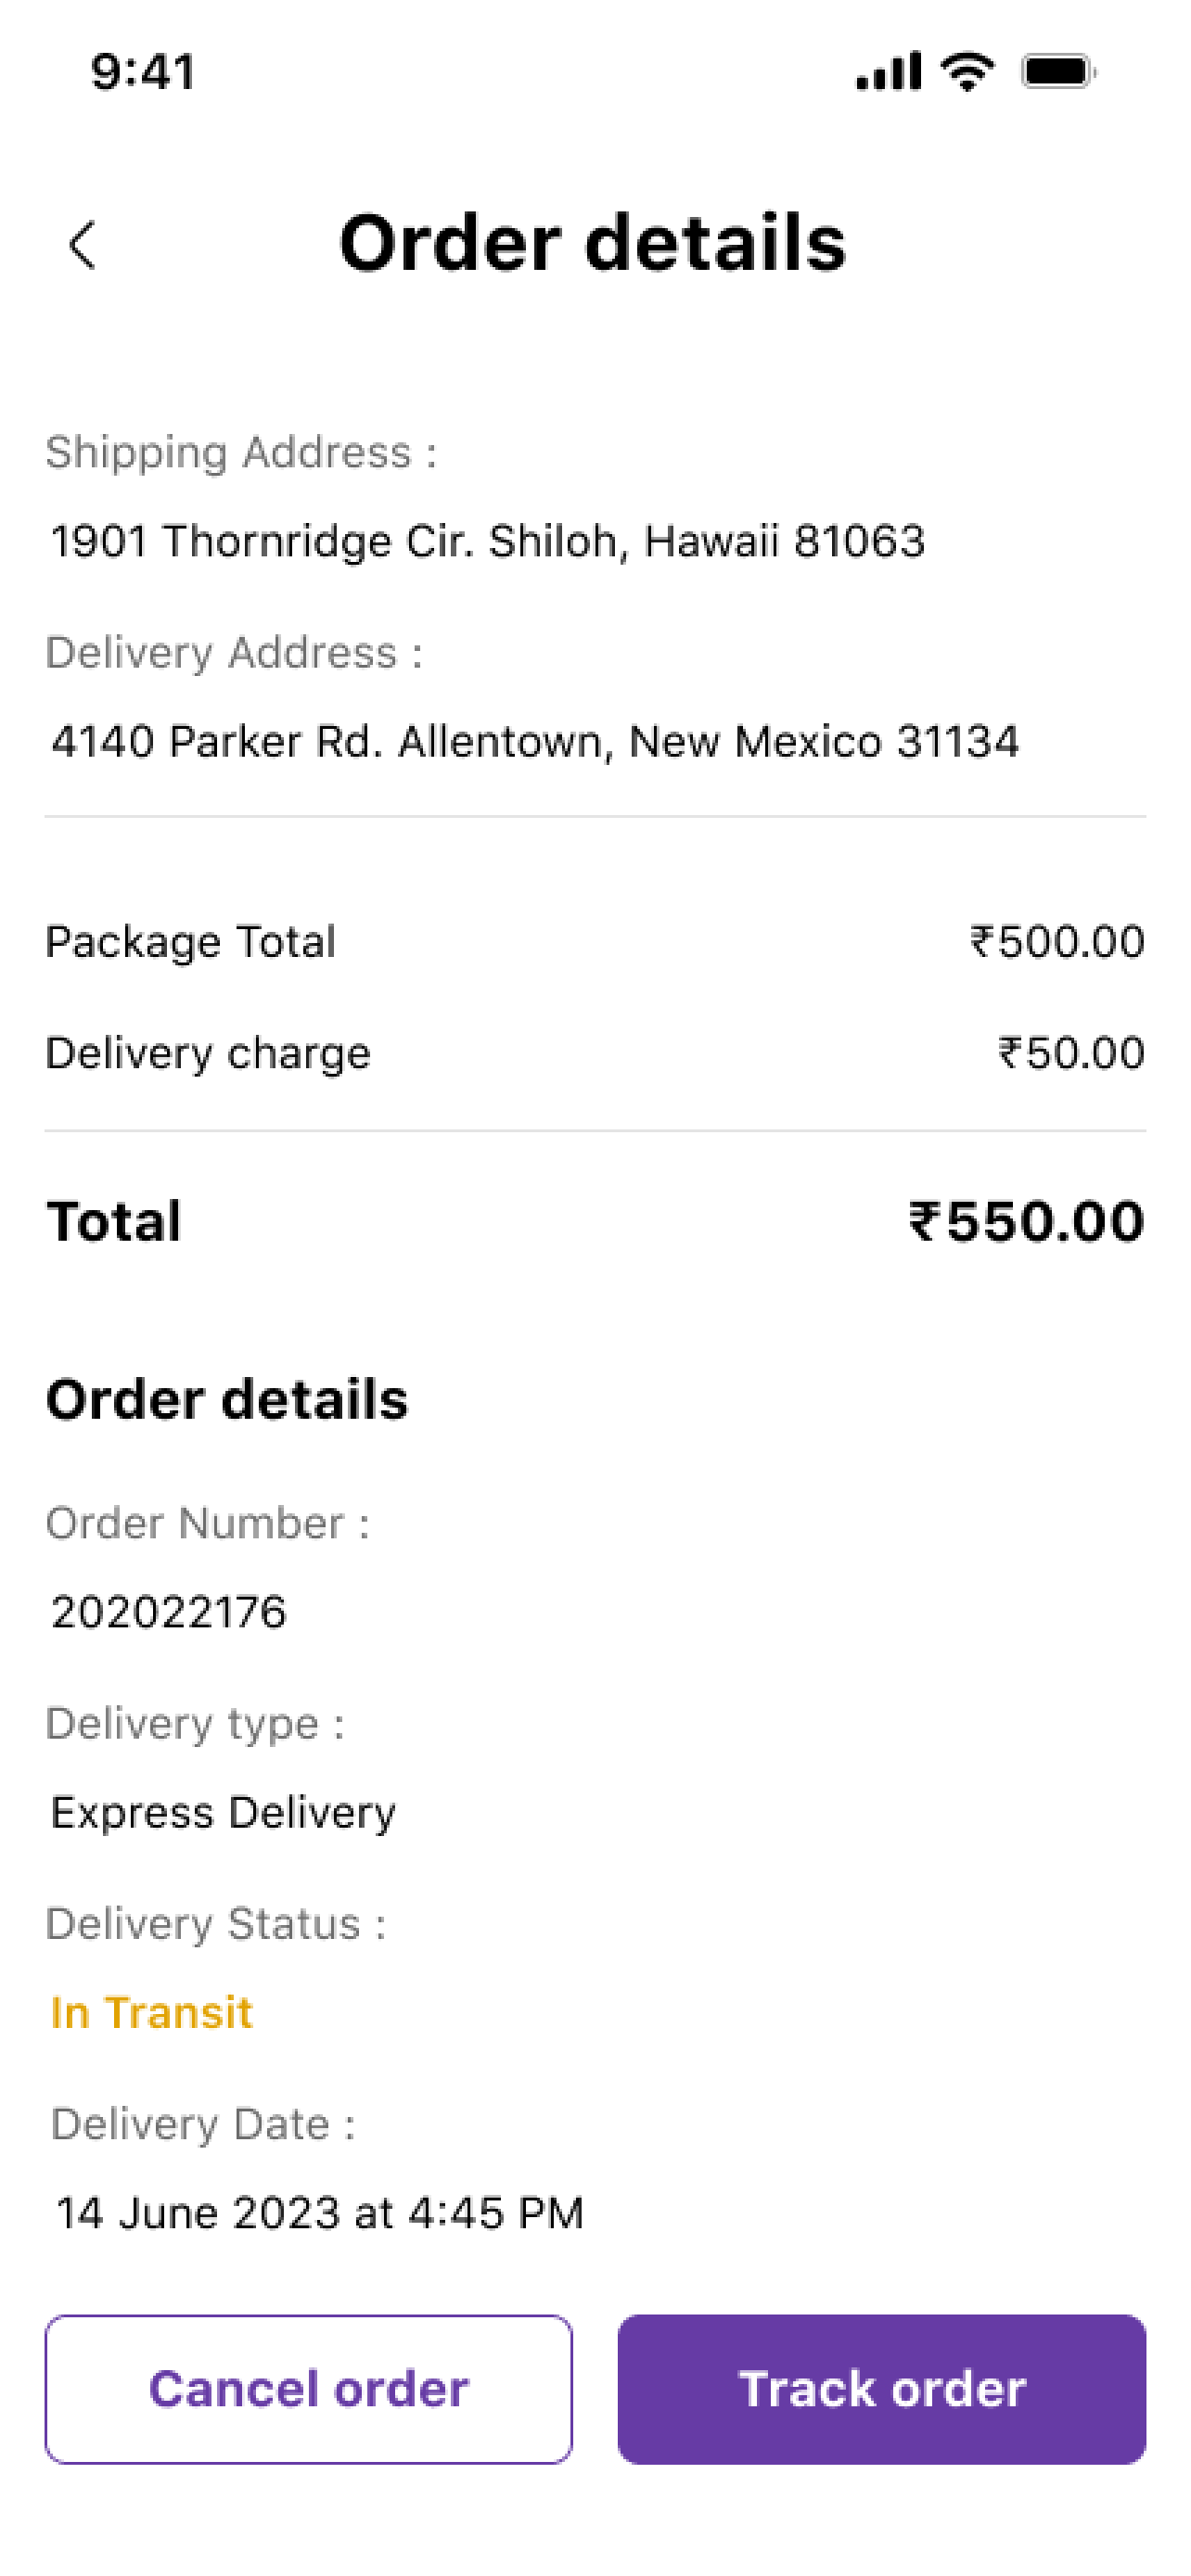 9:41
Order details
Shipping Address :
1901 Thornridge Cir. Shiloh, Hawaii 81063
Delivery Address :
4140 Parker Rd. Allentown, New Mexico 31134
Package Total ₹500.00
Delivery charge ₹50.00
Total ₹550.00
Order details
Order Number :
202022176
Delivery type :
Express Delivery
Delivery Status :
In Transit
Delivery Date :
14 June 2023 at 4:45 PM
Cancel order Track order